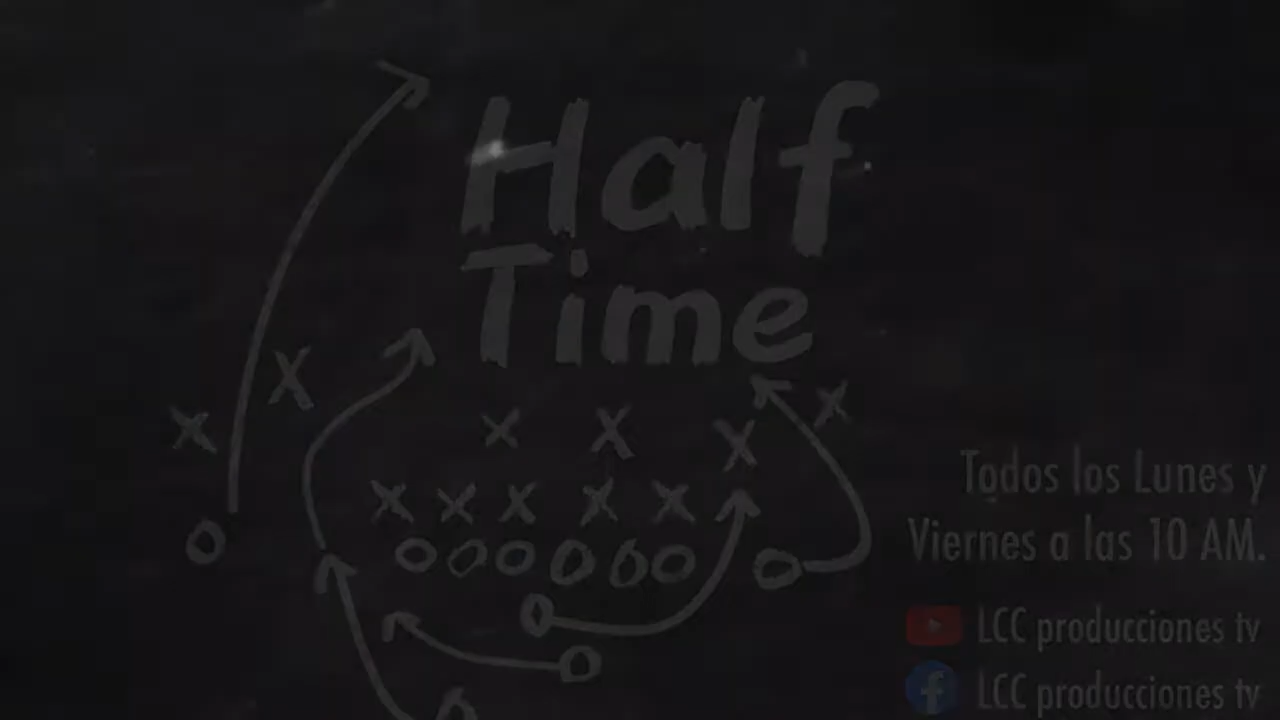 Half
Time
Todos los Lunes y
Viernes a las 10 AM.
LCC producciones tv
LCC producciones tv